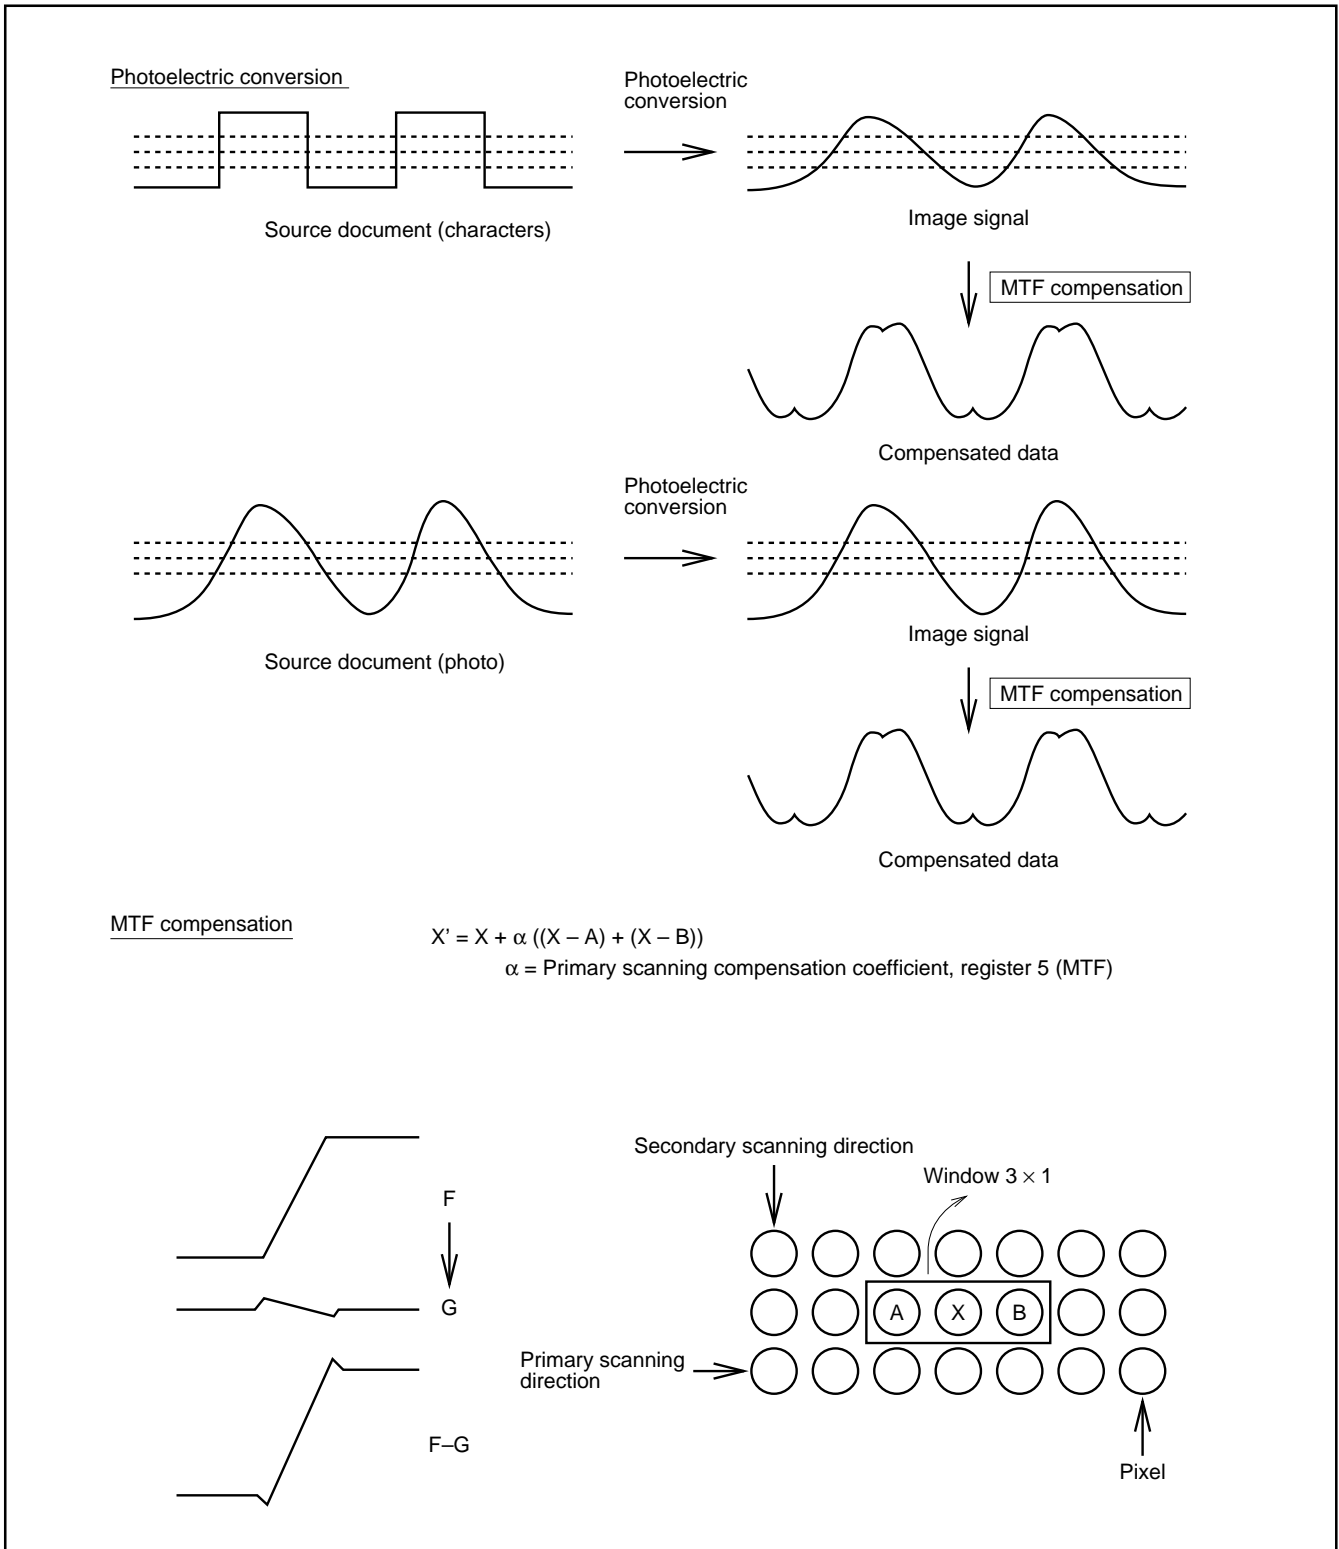 Photoelectric conversion
Photoelectric
conversion
Source document (characters)
Image signal
MTF compensation
Compensated data
Photoelectric
conversion
Source document (photo)
Image signal
MTF compensation
Compensated data
MTF compensation
X’ = X + α ((X – A) + (X – B))
α = Primary scanning compensation coefficient, register 5 (MTF)
Secondary scanning direction
Window 3 × 1
F
G
A X B
Primary scanning
direction
F–G
Pixel